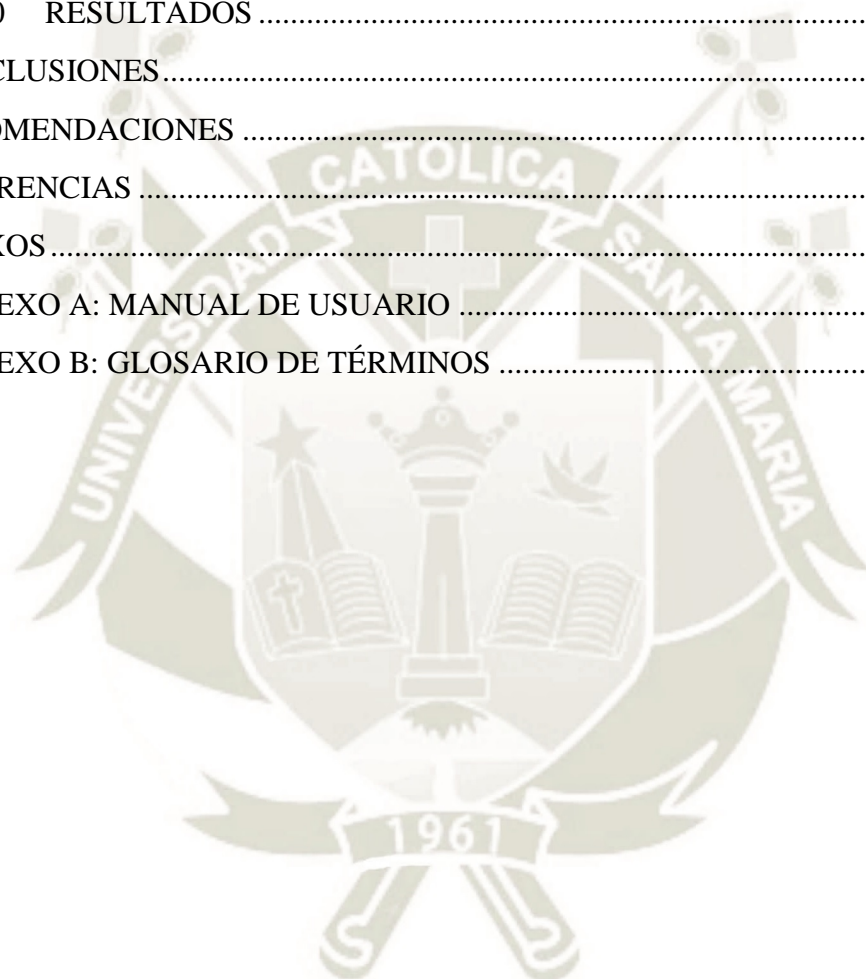 0 RESULTADOS ........................................................................
CLUSIONES ........................................................................
OMENDACIONES ........................................................................
RENCIAS ........................................................................
XOS ........................................................................
EXO A: MANUAL DE USUARIO ........................................................................
EXO B: GLOSARIO DE TÉRMINOS ........................................................................
UNIVERSIDAD CATOLICA SANTA MARIA
1961